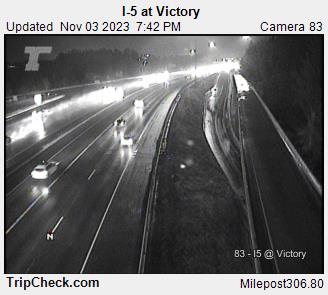 I-5 at Victory
Updated Nov 03 2023 7:42 PM Camera 83
T
N
83 - I5 @ Victory
TripCheck.com Milepost306.80